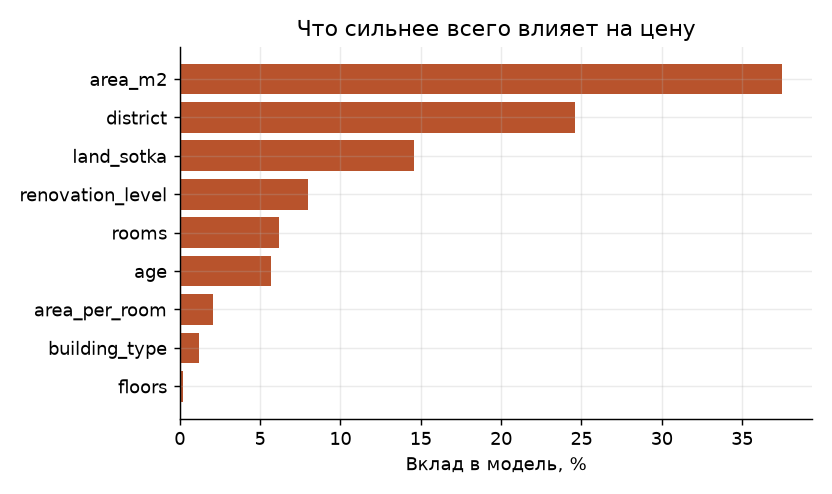 Что сильнее всего влияет на цену
area_m2
district
land_sotka
renovation_level
rooms
age
area_per_room
building_type
floors
0 5 10 15 20 25 30 35
Вклад в модель, %